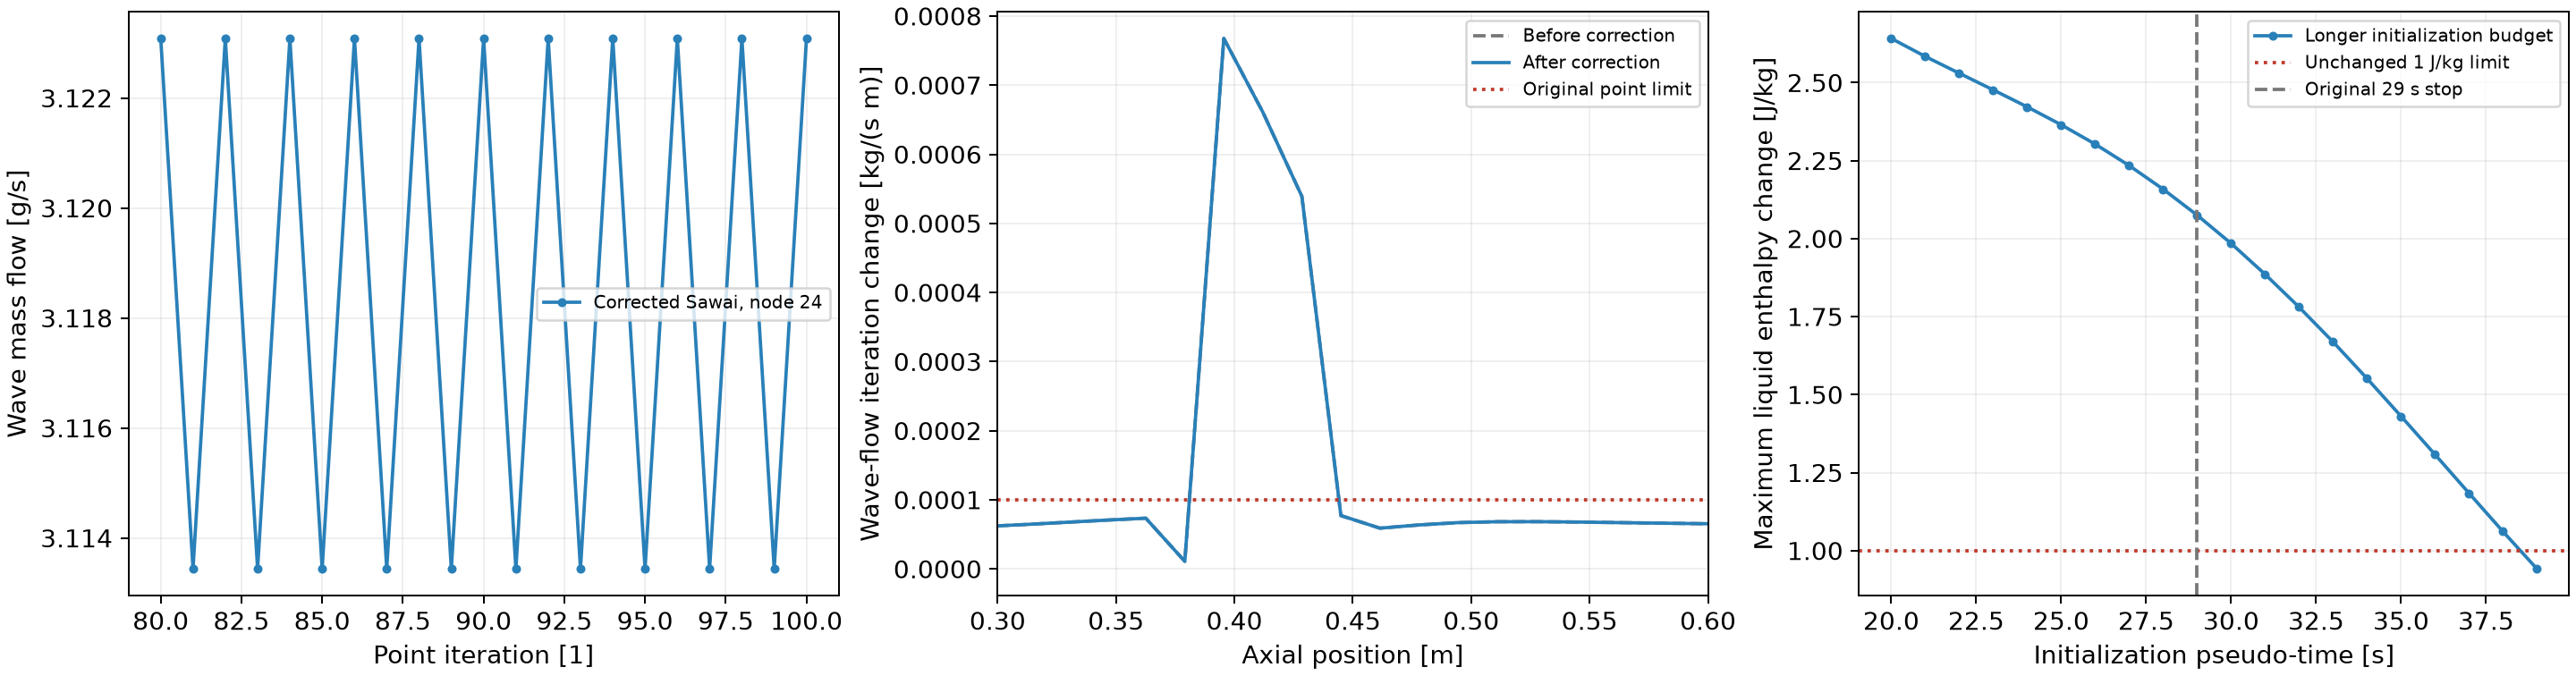 Wave mass flow [g/s]
3.122
3.120
3.118
3.116
3.114
Corrected Sawai, node 24
80.0 82.5 85.0 87.5 90.0 92.5 95.0 97.5 100.0
Point iteration [1]
Wave-flow iteration change [kg/(s m)]
0.0008
0.0007
0.0006
0.0005
0.0004
0.0003
0.0002
0.0001
0.0000
Before correction
After correction
Original point limit
0.30 0.35 0.40 0.45 0.50 0.55 0.60
Axial position [m]
Maximum liquid enthalpy change [J/kg]
2.50
2.25
2.00
1.75
1.50
1.25
1.00
Longer initialization budget
Unchanged 1 J/kg limit
Original 29 s stop
20.0 22.5 25.0 27.5 30.0 32.5 35.0 37.5
Initialization pseudo-time [s]